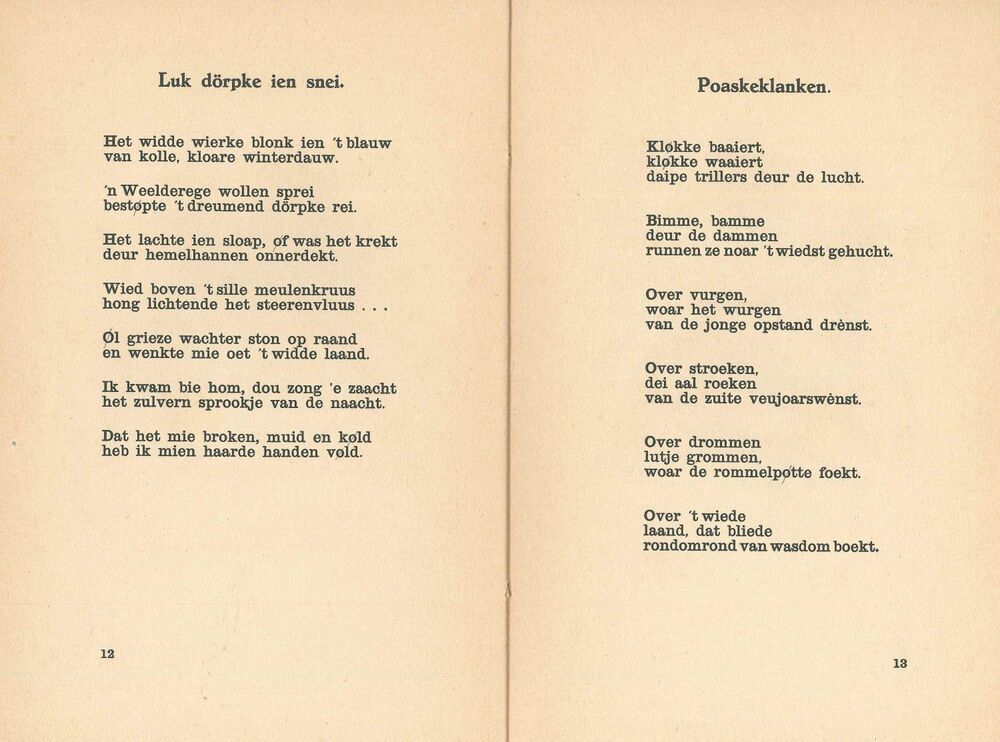 Luk dörpke ien snei.
Het widde wierke blonk ien 't blauw
van kolle, kloare winterdauw.
'n Weelderege wollen sprei
bestøpte 't dreumend dörpke rei.
Het lachte ien sloap, øf was het krekt
deur hemelhannen onnerdekt.
Wied boven 't sille meulenkruus
hong lichtende het steerenvluus . . .
Øl grieze wachter ston op raand
en wenkte mie oet 't widde laand.
Ik kwam bie hom, dou zong 'e zaacht
het zulvern sprookje van de naacht.
Dat het mie broken, muid en køld
heb ik mien haarde handen vøld.
12
Poaskeklanken.
Kløkke baaiert,
kløkke waaiert
daipe trillers deur de lucht.
Bimme, bamme
deur de dammen
runnen ze noar 't wiedst gehucht.
Over vurgen,
woar het wurgen
van de jonge opstand drènst.
Over stroeken,
dei aal roeken
van de zuite veujoarswènst.
Over drommen
lutje grommen,
woar de rommelpøtte foekt.
Over 't wiede
laand, dat bliede
rondomrond van wasdom boekt.
13